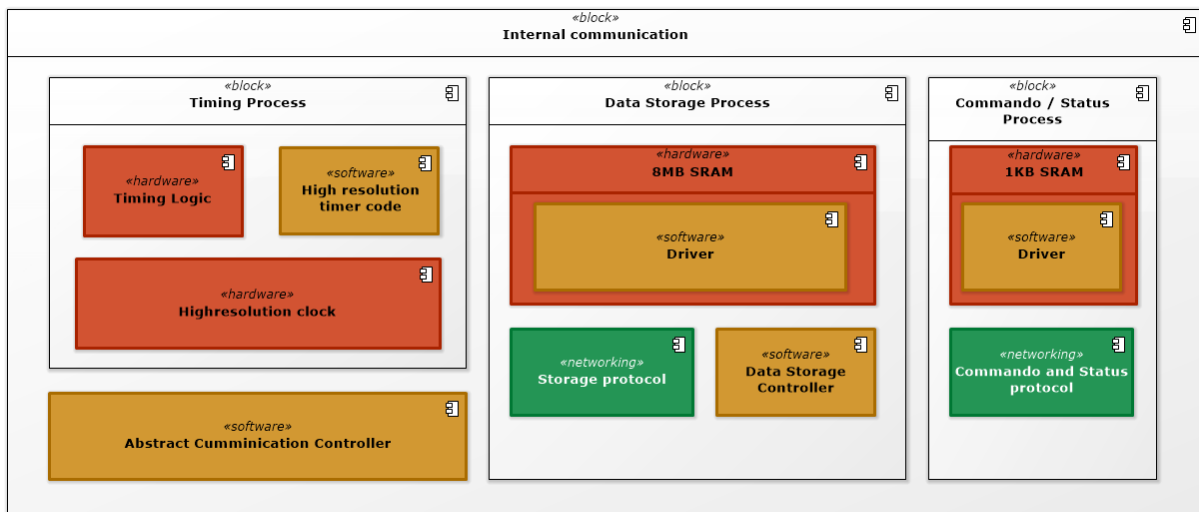 «block»
Internal communication
«block»
Timing Process
«hardware»
Timing Logic
«software»
High resolution
timer code
«hardware»
Highresolution clock
«software»
Abstract Cumminication Controller
«block»
Data Storage Process
«hardware»
8MB SRAM
«software»
Driver
«networking»
Storage protocol
«software»
Data Storage
Controller
«block»
Commando / Status
Process
«hardware»
1KB SRAM
«software»
Driver
«networking»
Commando and Status
protocol